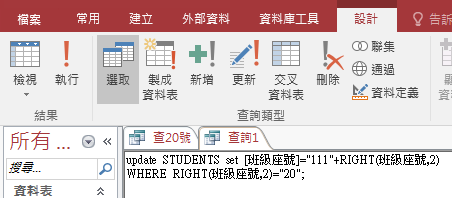 檔案 常用 建立 外部資料 資料庫工具 設計 告訴
檢視 執行 選取 製成資料表 新增 更新 交叉資料表 刪除 聯集
通過
資料定義
結果 查詢類型
所有 ... 查20號 查詢1
搜尋...
資料表
update STUDENTS set [班級座號]="111"+RIGHT(班級座號,2)
WHERE RIGHT(班級座號,2)="20";